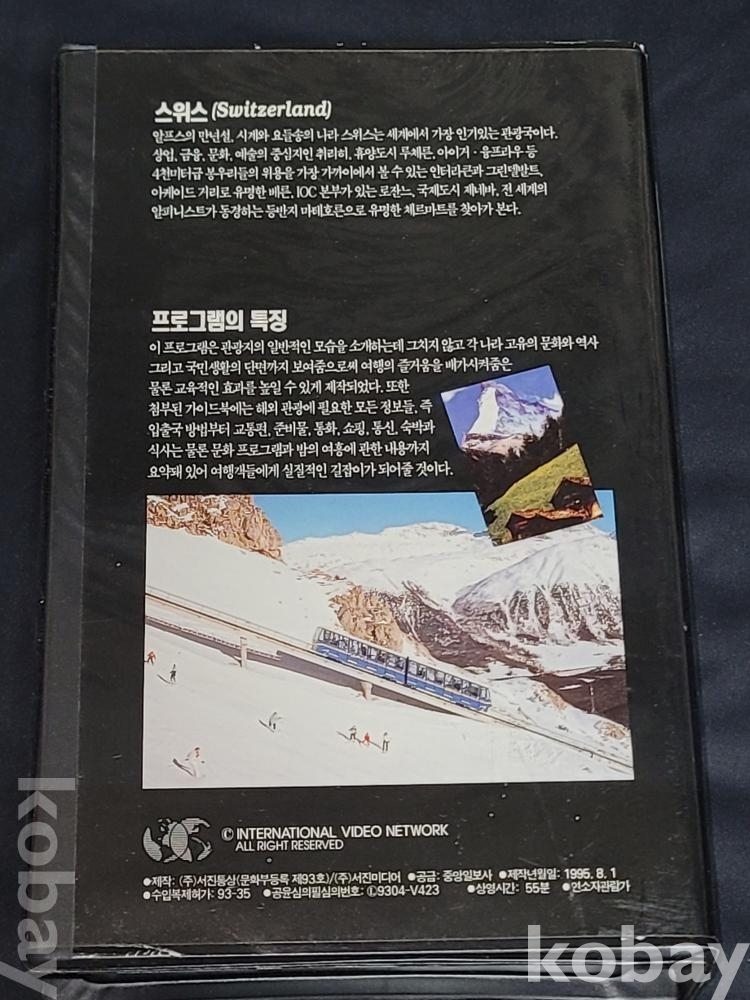 스위스 (Switzerland)
알프스의 만년설, 시계와 요들송의 나라 스위스는 세계에서 가장 인기있는 관광국이다.
상업, 금융, 문화, 예술의 중심지인 취리히, 휴양도시 루체른, 아이거·융프라우 등
4천미터급 봉우리들의 위용을 가장 가까이에서 볼 수 있는 인터라켄과 그린델발트,
아케이드 거리로 유명한 베른, IOC 본부가 있는 로잔느, 국제도시 제네바, 전 세계의
알피니스트가 동경하는 등반지 마테호른으로 유명한 체르마트를 찾아가 본다.
프로그램의 특징
이 프로그램은 관광지의 일반적인 모습을 소개하는데 그치지 않고 각 나라 고유의 문화와 역사
그리고 국민생활의 단면까지 보여줌으로써 여행의 즐거움을 배가시켜줌은
물론 교육적인 효과를 높일 수 있게 제작되었다. 또한
첨부된 가이드북에는 해외 관광에 필요한 모든 정보들, 즉
입출국 방법부터 교통편, 준비물, 통화, 쇼핑, 통신, 숙박과
식사는 물론 문화 프로그램과 밤의 여흥에 관한 내용까지
요약돼 있어 여행객들에게 실질적인 길잡이가 되어줄 것이다.
© INTERNATIONAL VIDEO NETWORK
ALL RIGHT RESERVED
●제작: (주)서진통상(문화부등록 제93호)/(주)서진미디어 ●공급: 중앙일보사 ●제작년월일: 1995. 8. 1
●수입복제허가: 93-35 ●공윤심의필심의번호: Ⓛ9304-V423 ●상영시간: 55분 ●연소자관람가
kobay
kobay